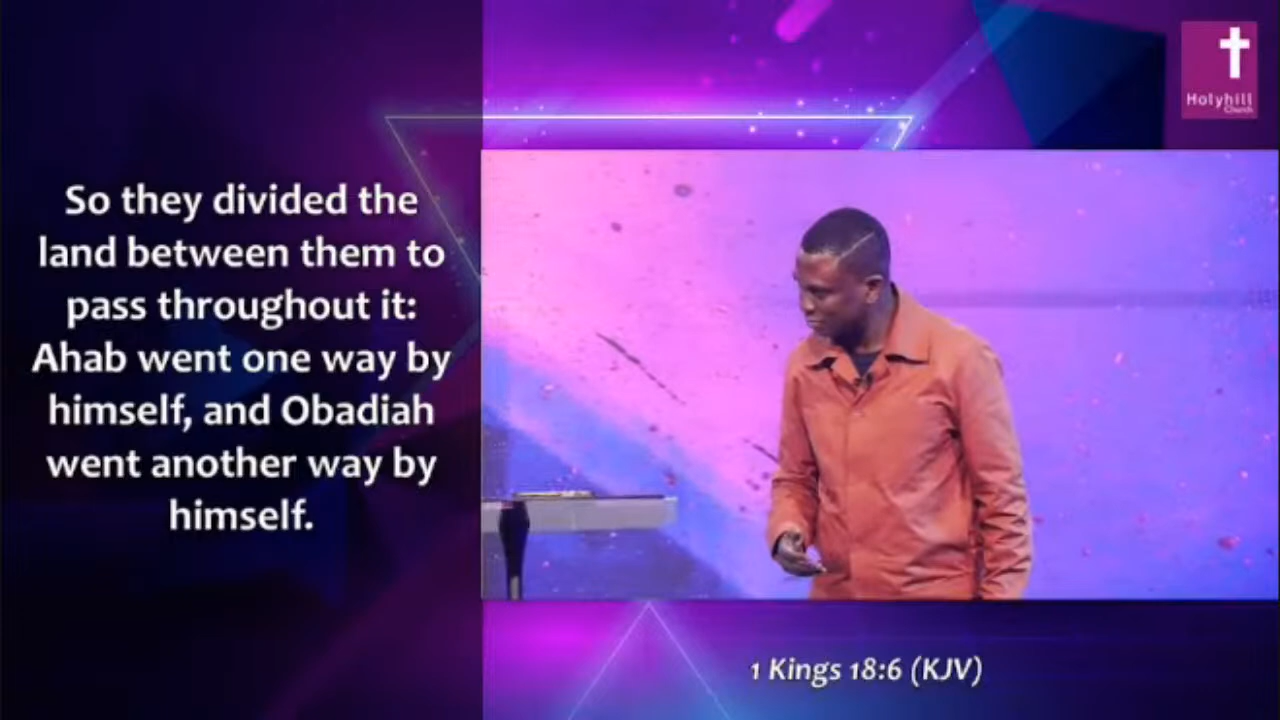 So they divided the
land between them to
pass throughout it:
Ahab went one way by
himself, and Obadiah
went another way by
himself.
Holyhill
Church
1 Kings 18:6 (KJV)